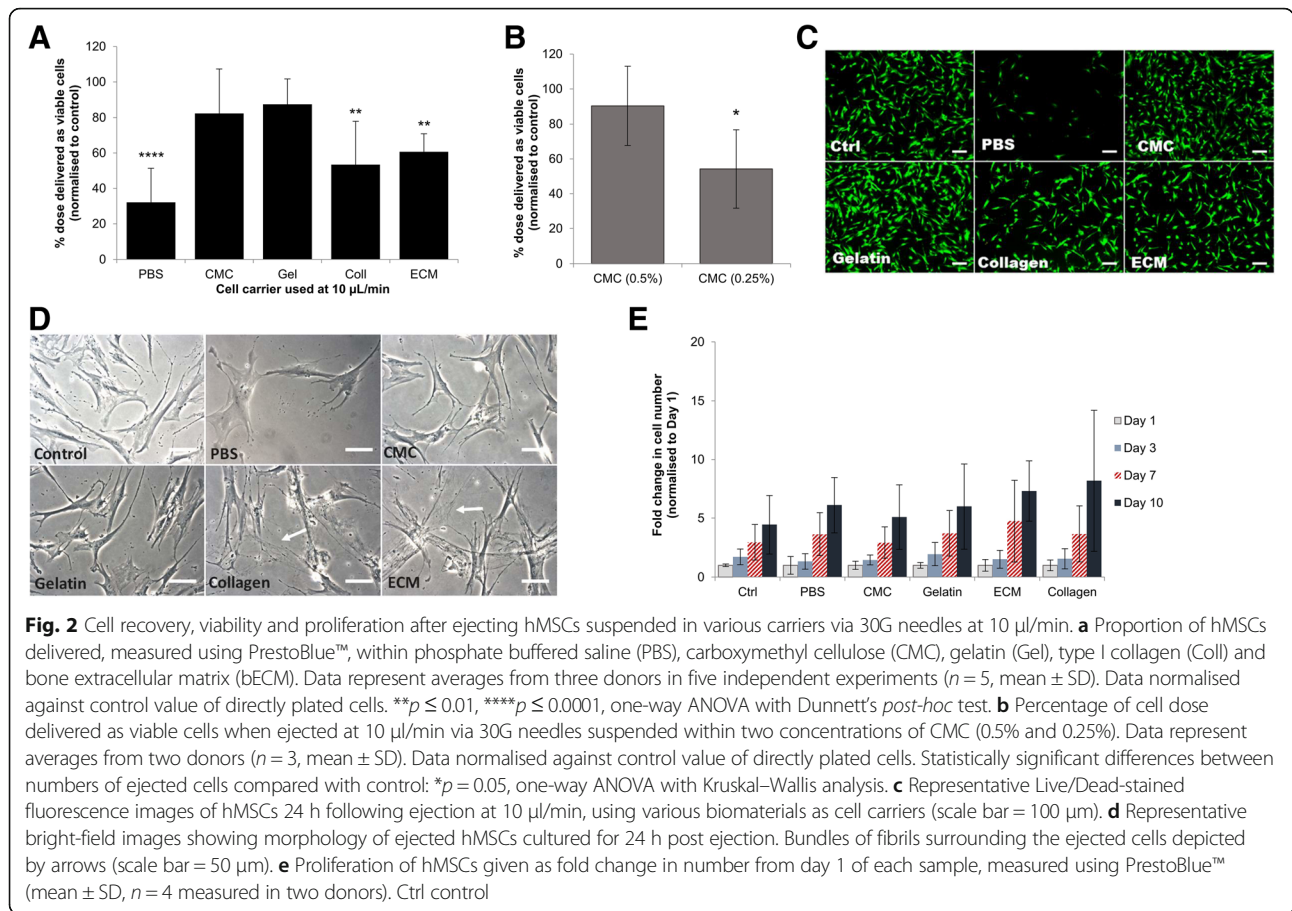 A
% dose delivered as viable cells
(normalised to control)
120
100
80
60
40
20
0
****
**
**
PBS
CMC
Gel
Coll
ECM
Cell carrier used at 10 µL/min
B
% dose delivered as viable cells
(normalised to control)
120
100
80
60
40
20
0
*
CMC (0.5%)
CMC (0.25%)
C
Ctrl
PBS
CMC
Gelatin
Collagen
ECM
D
Control
PBS
CMC
Gelatin
Collagen
ECM
E
Fold change in cell number
(normalised to Day 1)
20
15
10
5
0
Ctrl
PBS
CMC
Gelatin
ECM
Collagen
Day 1
Day 3
Day 7
Day 10
Fig. 2 Cell recovery, viability and proliferation after ejecting hMSCs suspended in various carriers via 30G needles at 10 µl/min. a Proportion of hMSCs
delivered, measured using PrestoBlue™, within phosphate buffered saline (PBS), carboxymethyl cellulose (CMC), gelatin (Gel), type I collagen (Coll) and
bone extracellular matrix (bECM). Data represent averages from three donors in five independent experiments (n = 5, mean ± SD). Data normalised
against control value of directly plated cells. **p ≤ 0.01, ****p ≤ 0.0001, one-way ANOVA with Dunnett's post-hoc test. b Percentage of cell dose
delivered as viable cells when ejected at 10 µl/min via 30G needles suspended within two concentrations of CMC (0.5% and 0.25%). Data represent
averages from two donors (n = 3, mean ± SD). Data normalised against control value of directly plated cells. Statistically significant differences between
numbers of ejected cells compared with control: *p = 0.05, one-way ANOVA with Kruskal–Wallis analysis. c Representative Live/Dead-stained
fluorescence images of hMSCs 24 h following ejection at 10 µl/min, using various biomaterials as cell carriers (scale bar = 100 µm). d Representative
bright-field images showing morphology of ejected hMSCs cultured for 24 h post ejection. Bundles of fibrils surrounding the ejected cells depicted
by arrows (scale bar = 50 µm). e Proliferation of hMSCs given as fold change in number from day 1 of each sample, measured using PrestoBlue™
(mean ± SD, n = 4 measured in two donors). Ctrl control